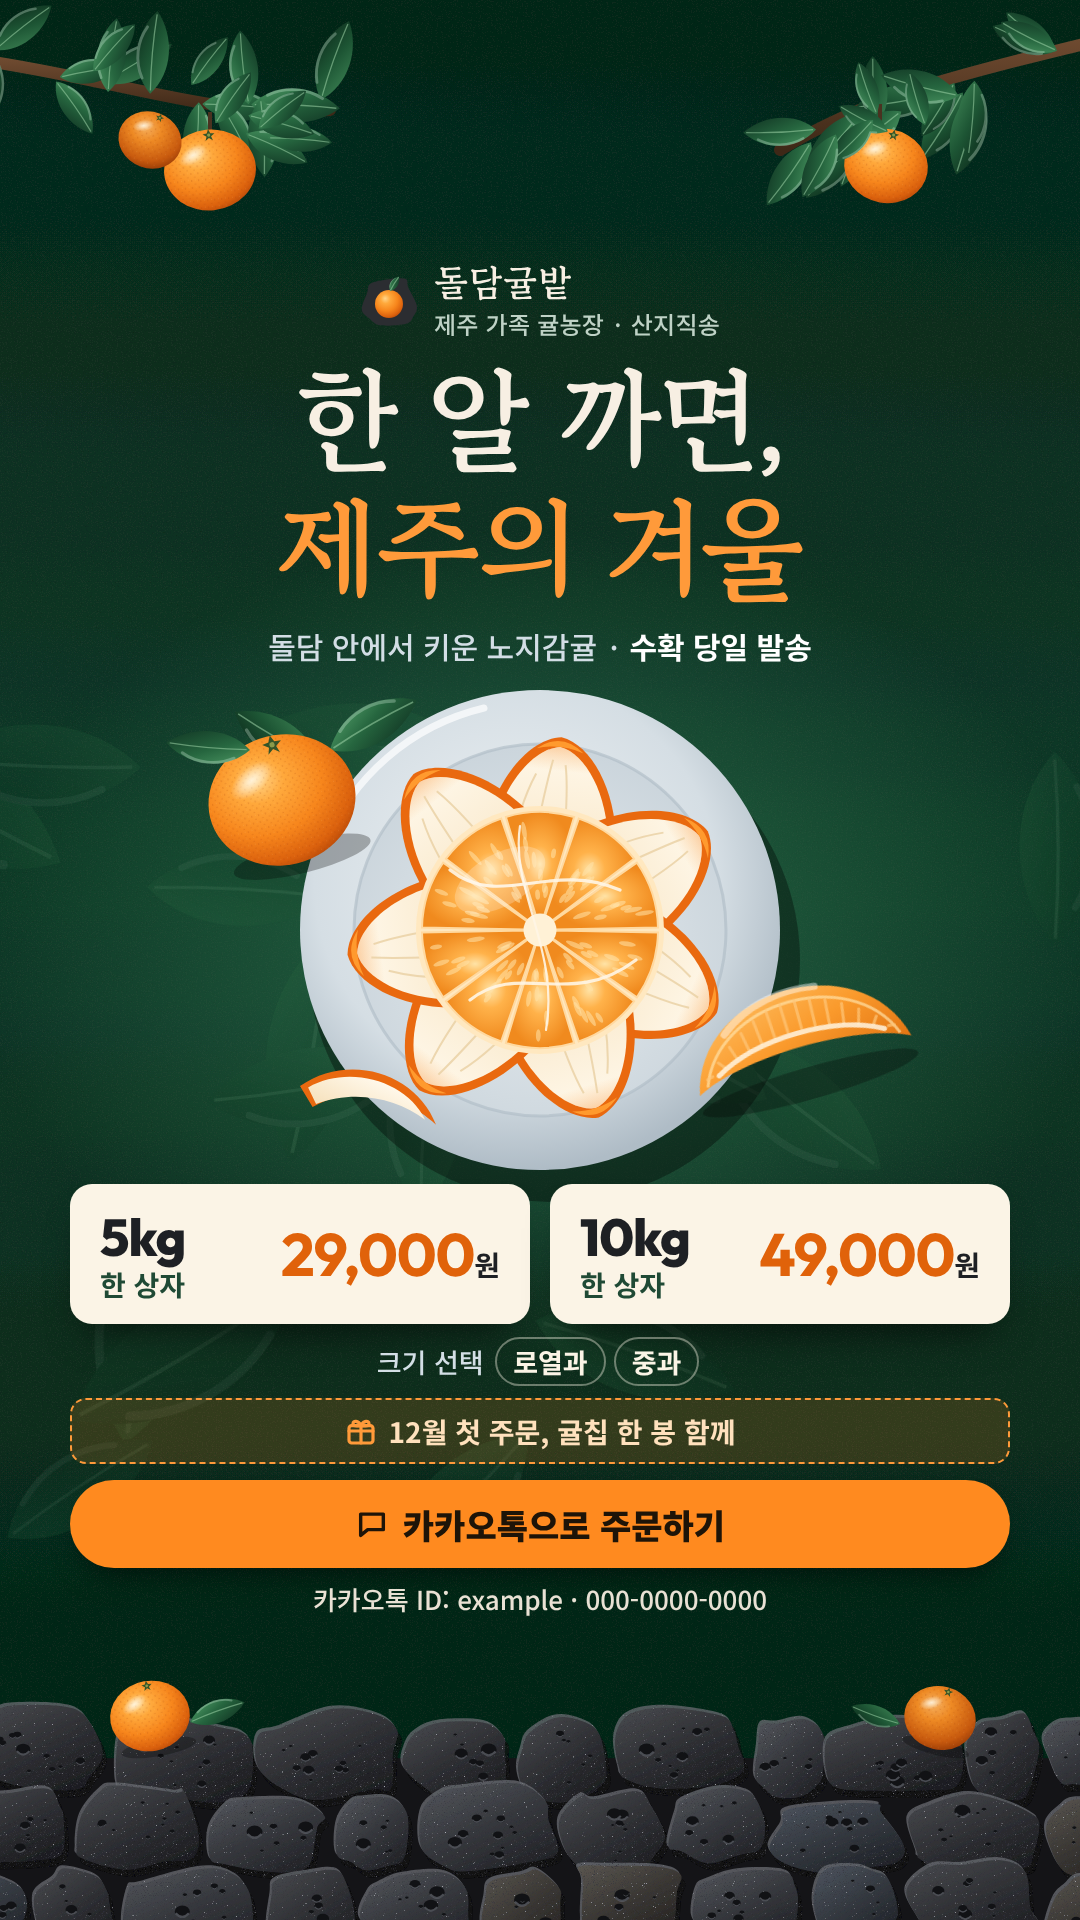 돌담귤밭
제주 가족 귤농장 · 산지직송
한 알 까면,
제주의 겨울
돌담 안에서 키운 노지감귤 · 수확 당일 발송
5kg
한 상자
29,000원
10kg
한 상자
49,000원
크기 선택 로열과 중과
12월 첫 주문, 귤칩 한 봉 함께
카카오톡으로 주문하기
카카오톡 ID: example · 000-0000-0000